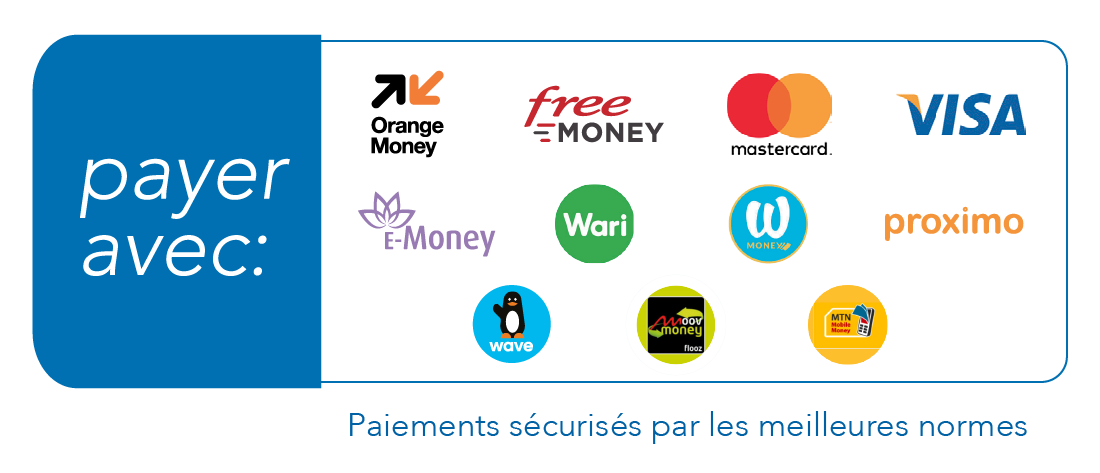 payer
avec:
Orange
Money
free
MONEY
mastercard.
VISA
E-Money
Wari
W
MONEY
proximo
wave
moov
money
flooz
MTN
Mobile
Money
Paiements sécurisés par les meilleures normes